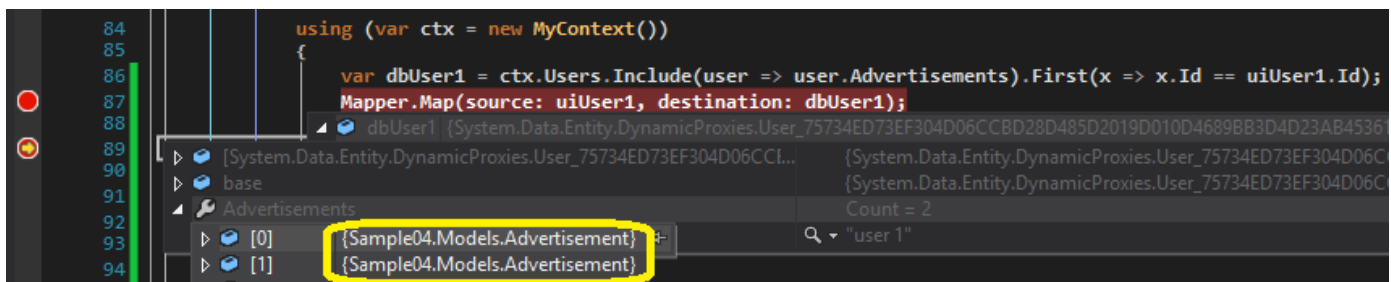 84 using (var ctx = new MyContext())
85 {
86 var dbUser1 = ctx.Users.Include(user => user.Advertisements).First(x => x.Id == uiUser1.Id);
87 Mapper.Map(source: uiUser1, destination: dbUser1);
88 dbUser1 {System.Data.Entity.DynamicProxies.User_75734ED73EF304D06CCBD28D485D2019D010D4689BB3D4D23AB45361
89 [System.Data.Entity.DynamicProxies.User_75734ED73EF304D06CCE... {System.Data.Entity.DynamicProxies.User_75734ED73EF304D06C
90
base {System.Data.Entity.DynamicProxies.User_75734ED73EF304D06C
91
Advertisements Count = 2
92
[0] {Sample04.Models.Advertisement} "user 1"
93
94 [1] {Sample04.Models.Advertisement}